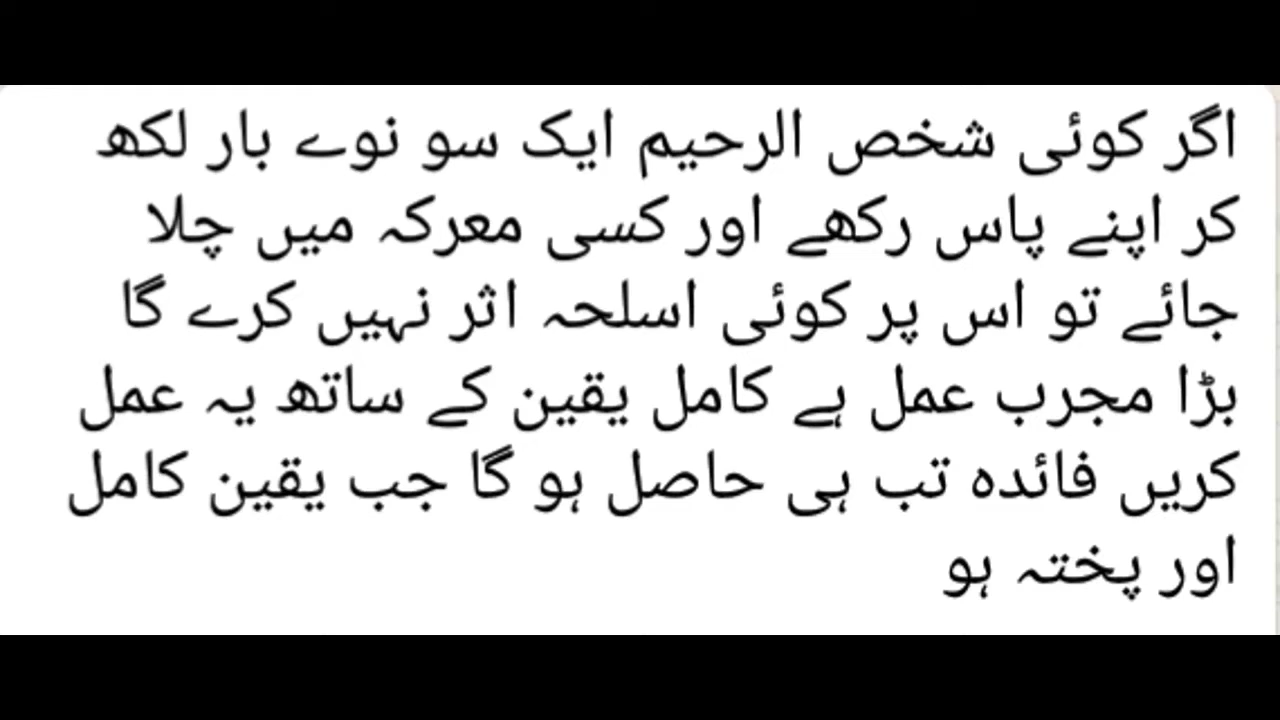 اگر کوئی شخص الرحیم ایک سو نوے بار لکھ
کر اپنے پاس رکھے اور کسی معرکہ میں چلا
جائے تو اس پر کوئی اسلحہ اثر نہیں کرے گا
بڑا مجرب عمل ہے کامل یقین کے ساتھ یہ عمل
کریں فائدہ تب ہی حاصل ہو گا جب یقین کامل
اور پختہ ہو